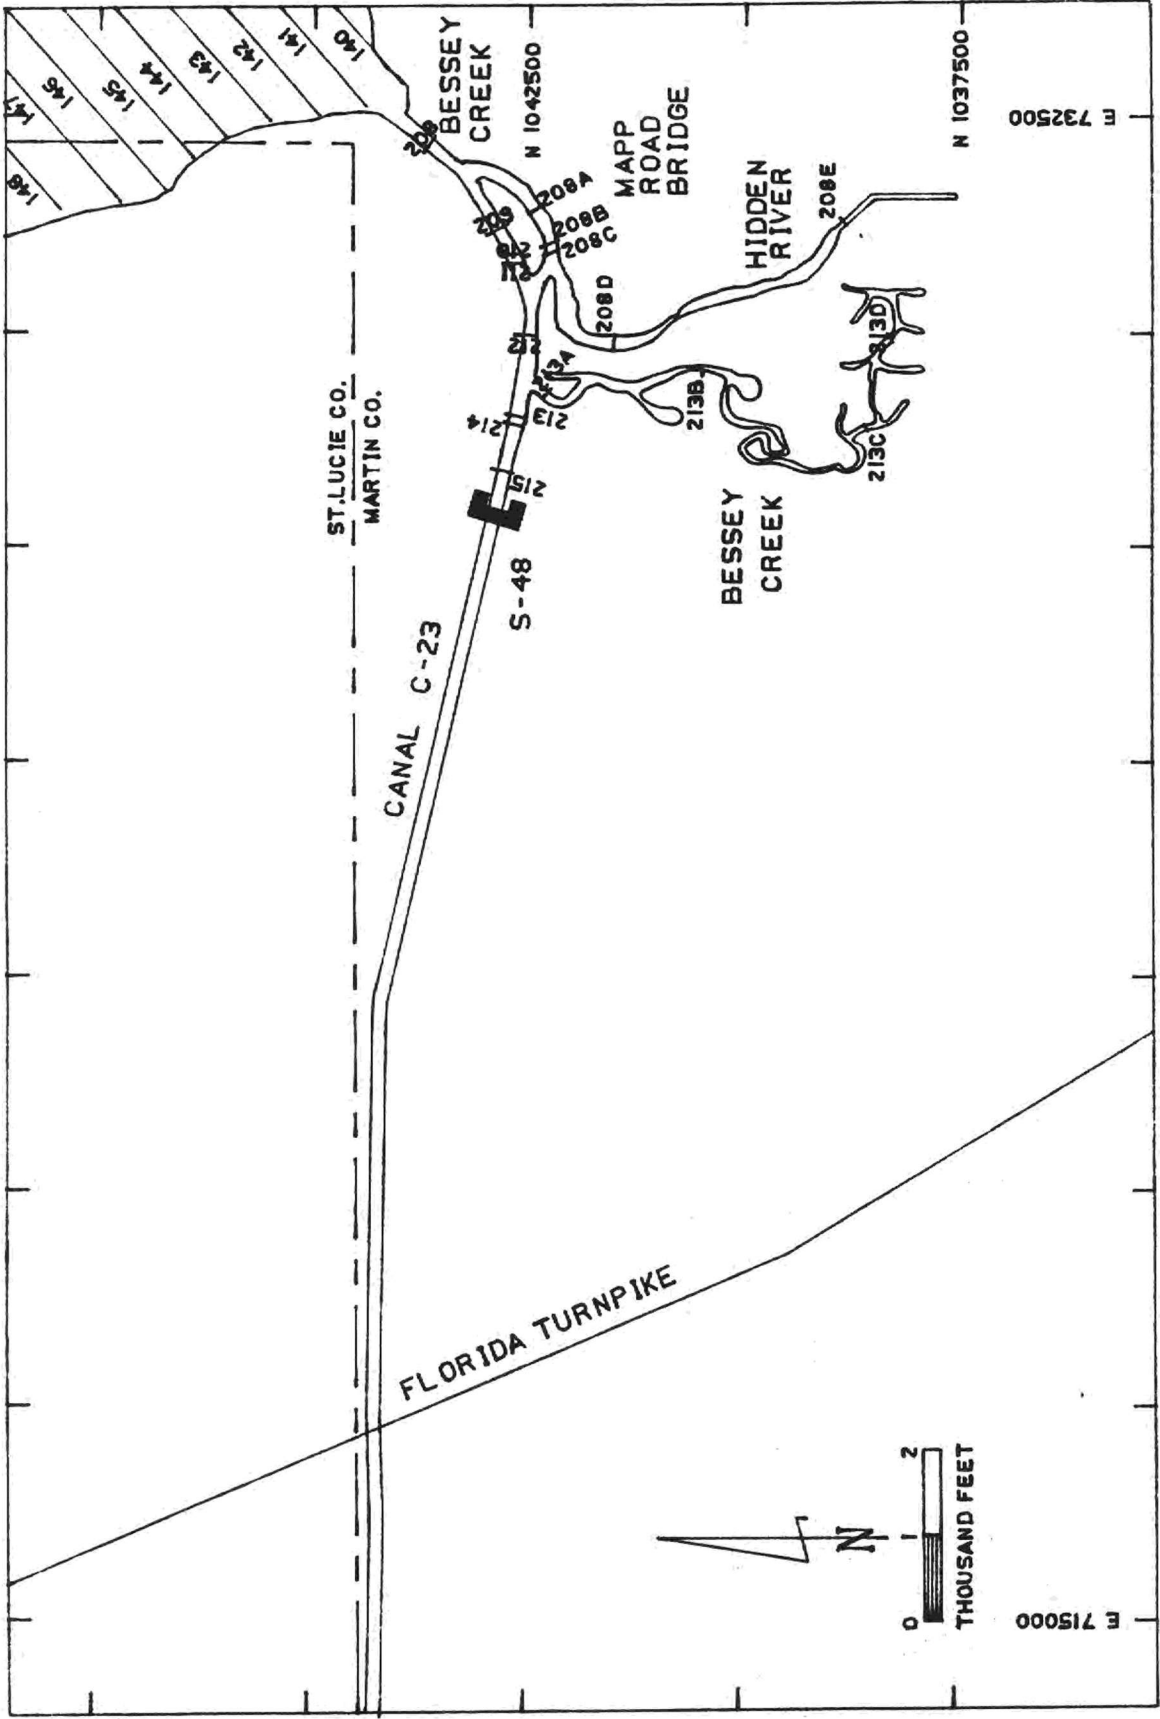 147
146
145
144
143
142
141
140
148
208
BESSEY
CREEK
N 1042500
MAPP
ROAD
BRIDGE
N 1037500
E 732500
209
210
211
208A
208B
208C
HIDDEN
RIVER
208E
208D
212
213A
213
214
215
213B
213C
213D
ST.LUCIE CO.
MARTIN CO.
S-48
BESSEY
CREEK
CANAL C-23
FLORIDA TURNPIKE
N
0 1 2
THOUSAND FEET
E 715000